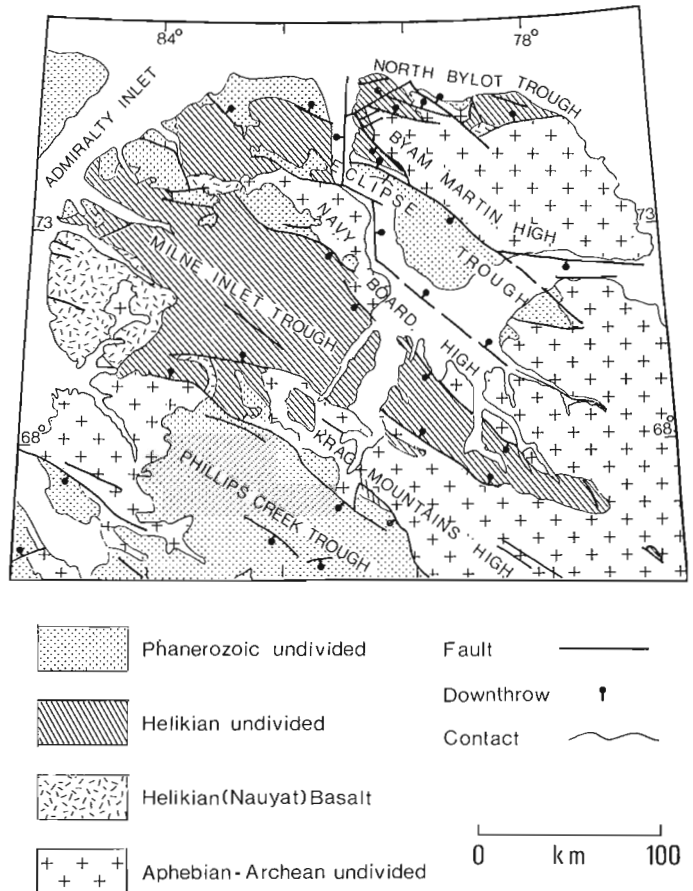 84° 78°
NORTH BYLOT TROUGH
ADMIRALTY INLET
BYAM MARTIN HIGH
ECLIPSE TROUGH
73 73
NAVY BOARD HIGH
MILNE INLET TROUGH
68° 68°
KRAG MOUNTAINS HIGH
PHILLIPS CREEK TROUGH
Phanerozoic undivided
Helikian undivided
Helikian(Nauyat)Basalt
Aphebian-Archean undivided
Fault
Downthrow
Contact
0 km 100